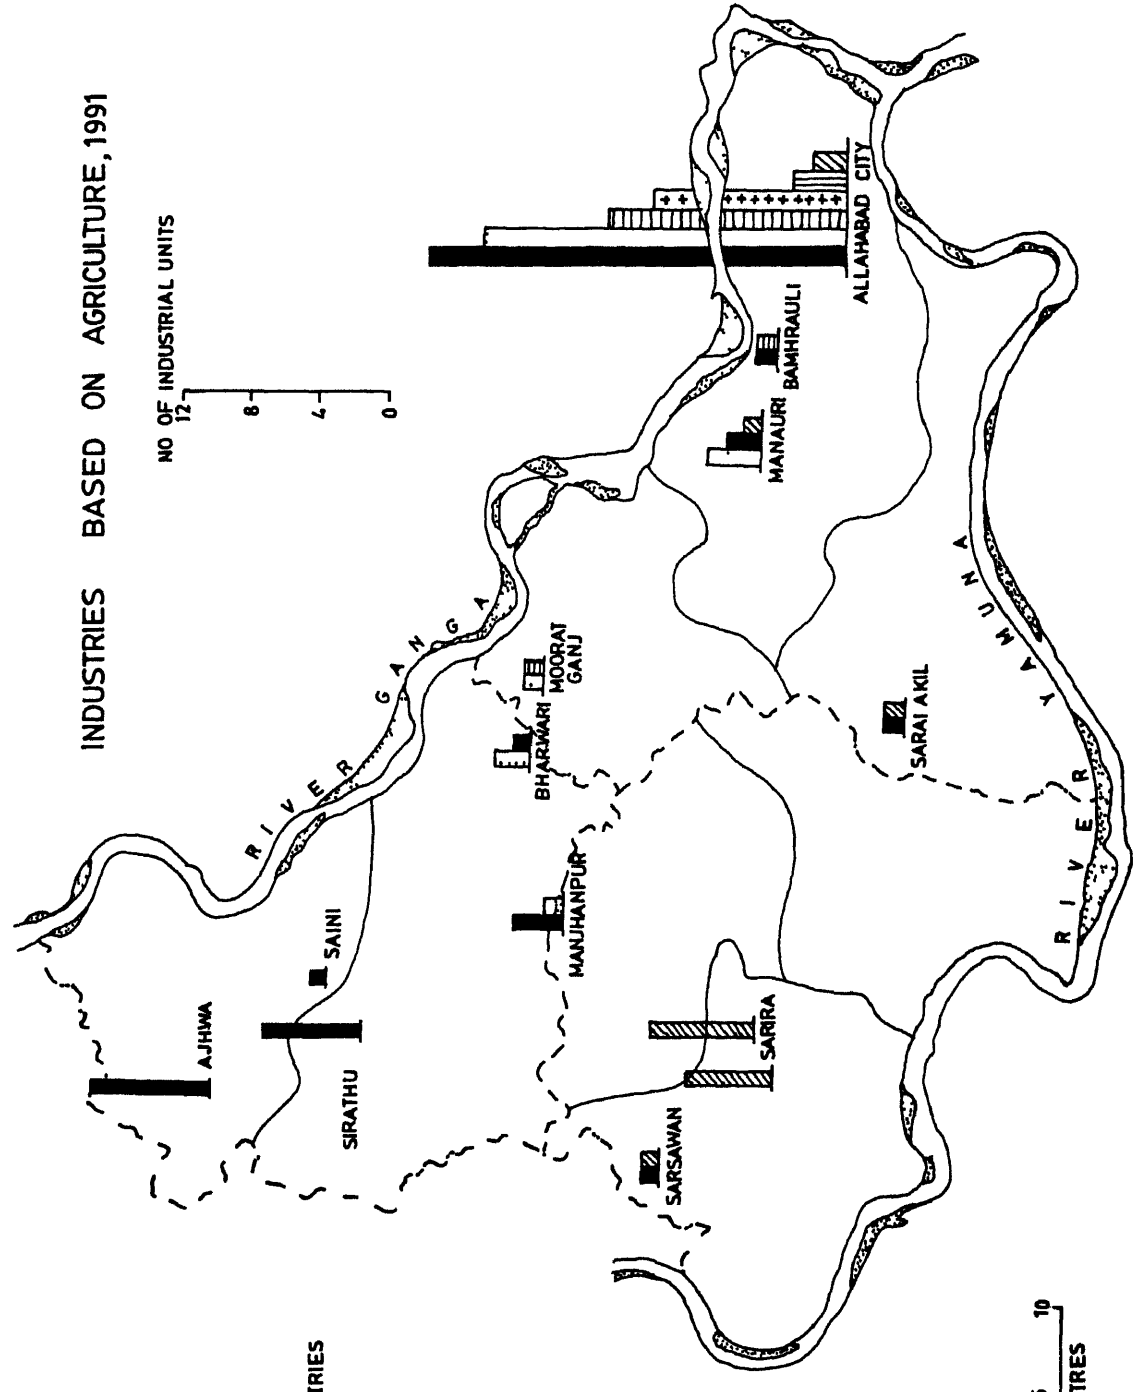 INDUSTRIES BASED ON AGRICULTURE, 1991
NO OF INDUSTRIAL UNITS
12
8
4
0
RIVER GANGA
AJHWA
SAINI
SIRATHU
BHARWARI
MOORAT
GANJ
MANJHANPUR
MANAURI
BAMHRAULI
ALLAHABAD CITY
SARSAWAN
SARIRA
SARAI AKIL
RIVER YAMUNA
TRIES
10
TRES